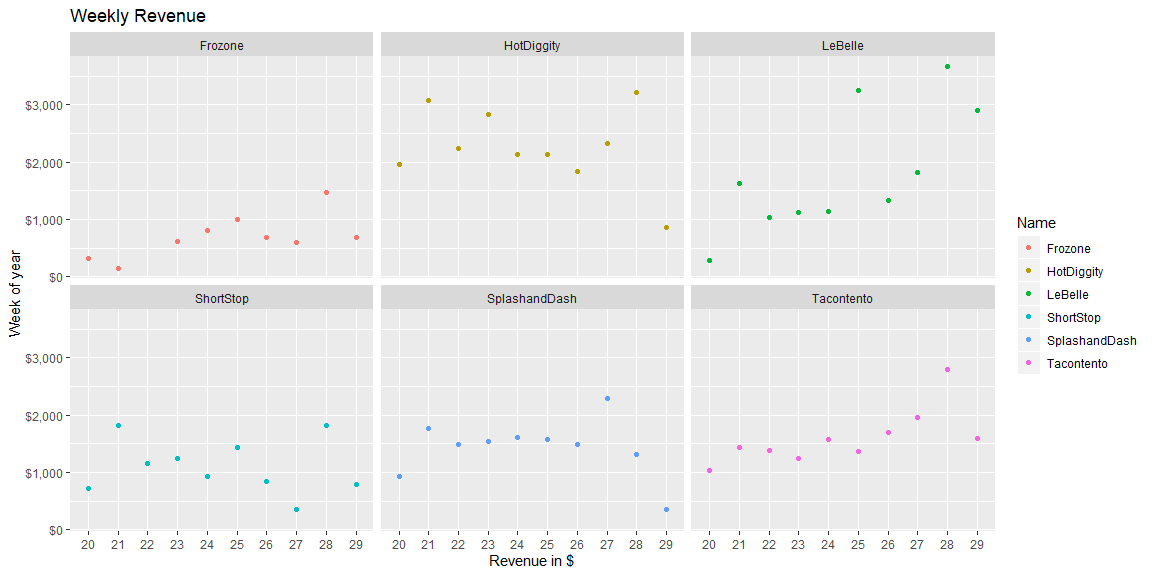 Weekly Revenue
Frozone
HotDiggity
LeBelle
$3,000
$2,000
$1,000
$0
ShortStop
SplashandDash
Tacontento
$3,000
$2,000
$1,000
$0
20 21 22 23 24 25 26 27 28 29
20 21 22 23 24 25 26 27 28 29
20 21 22 23 24 25 26 27 28 29
Revenue in $
Week of year
Name
Frozone
HotDiggity
LeBelle
ShortStop
SplashandDash
Tacontento